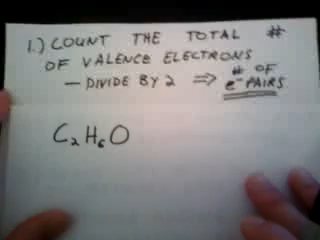 1.) COUNT THE TOTAL #
OF VALENCE ELECTRONS
— DIVIDE BY 2 ⇒ # OF
e⁻ PAIRS
C₂H₆O